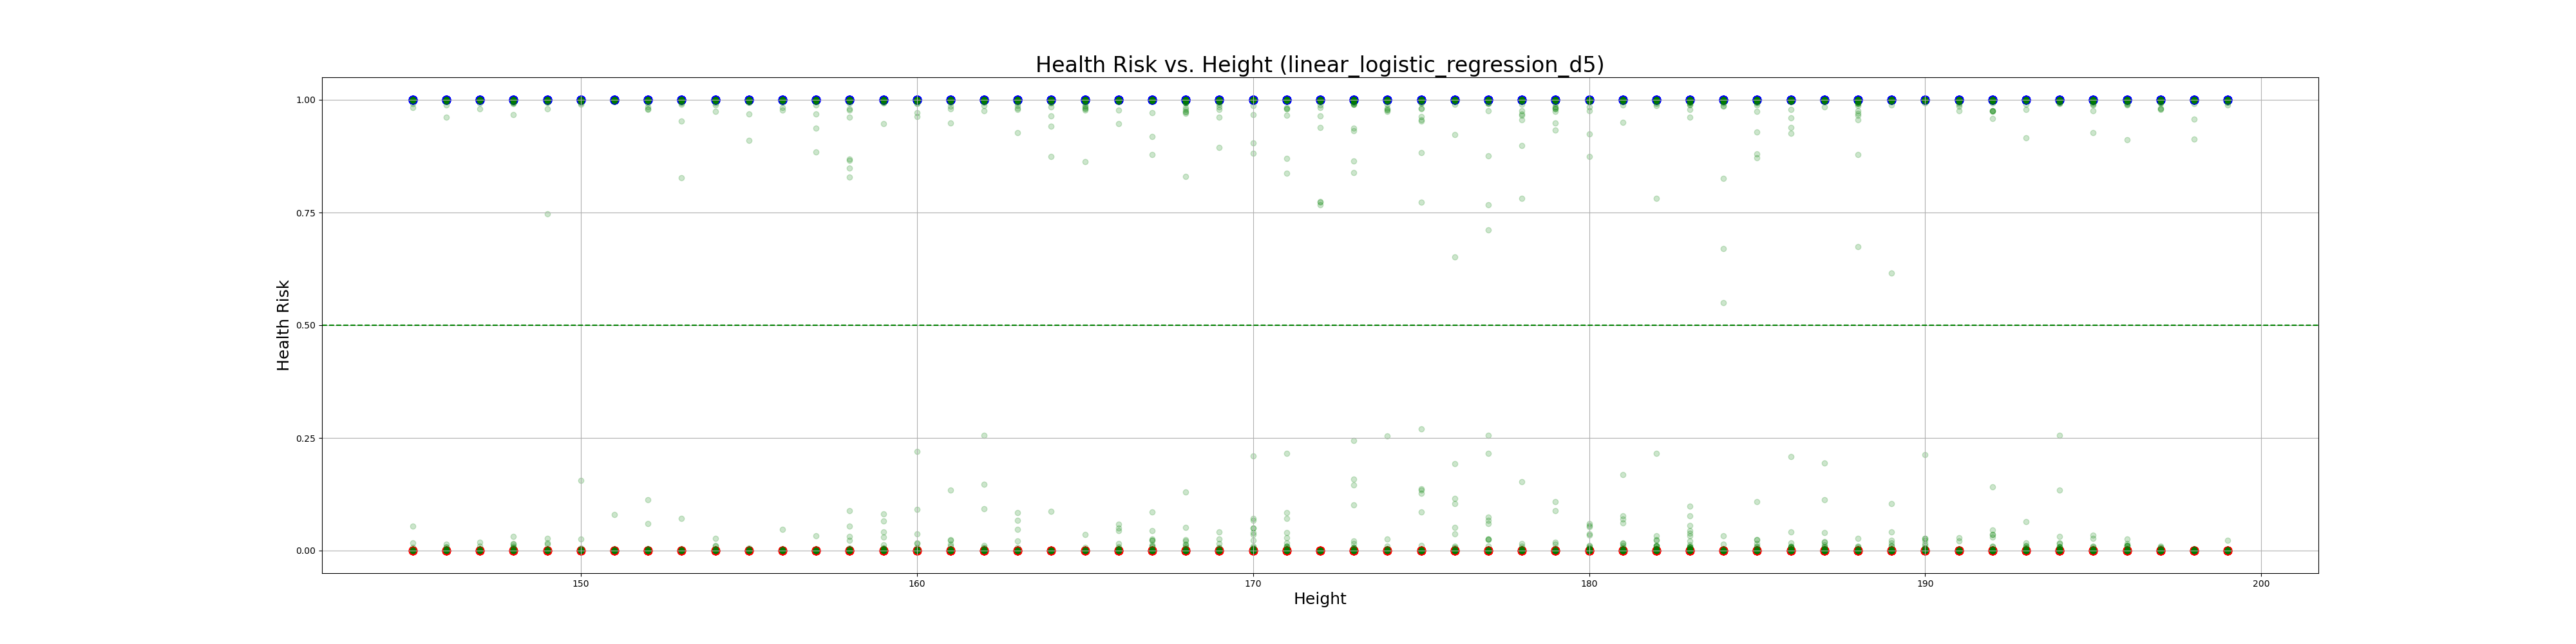 Health Risk vs. Height (linear_logistic_regression_d5)
1.00
0.75
0.50
0.25
0.00
Health Risk
150 160 170 180 190 200
Height